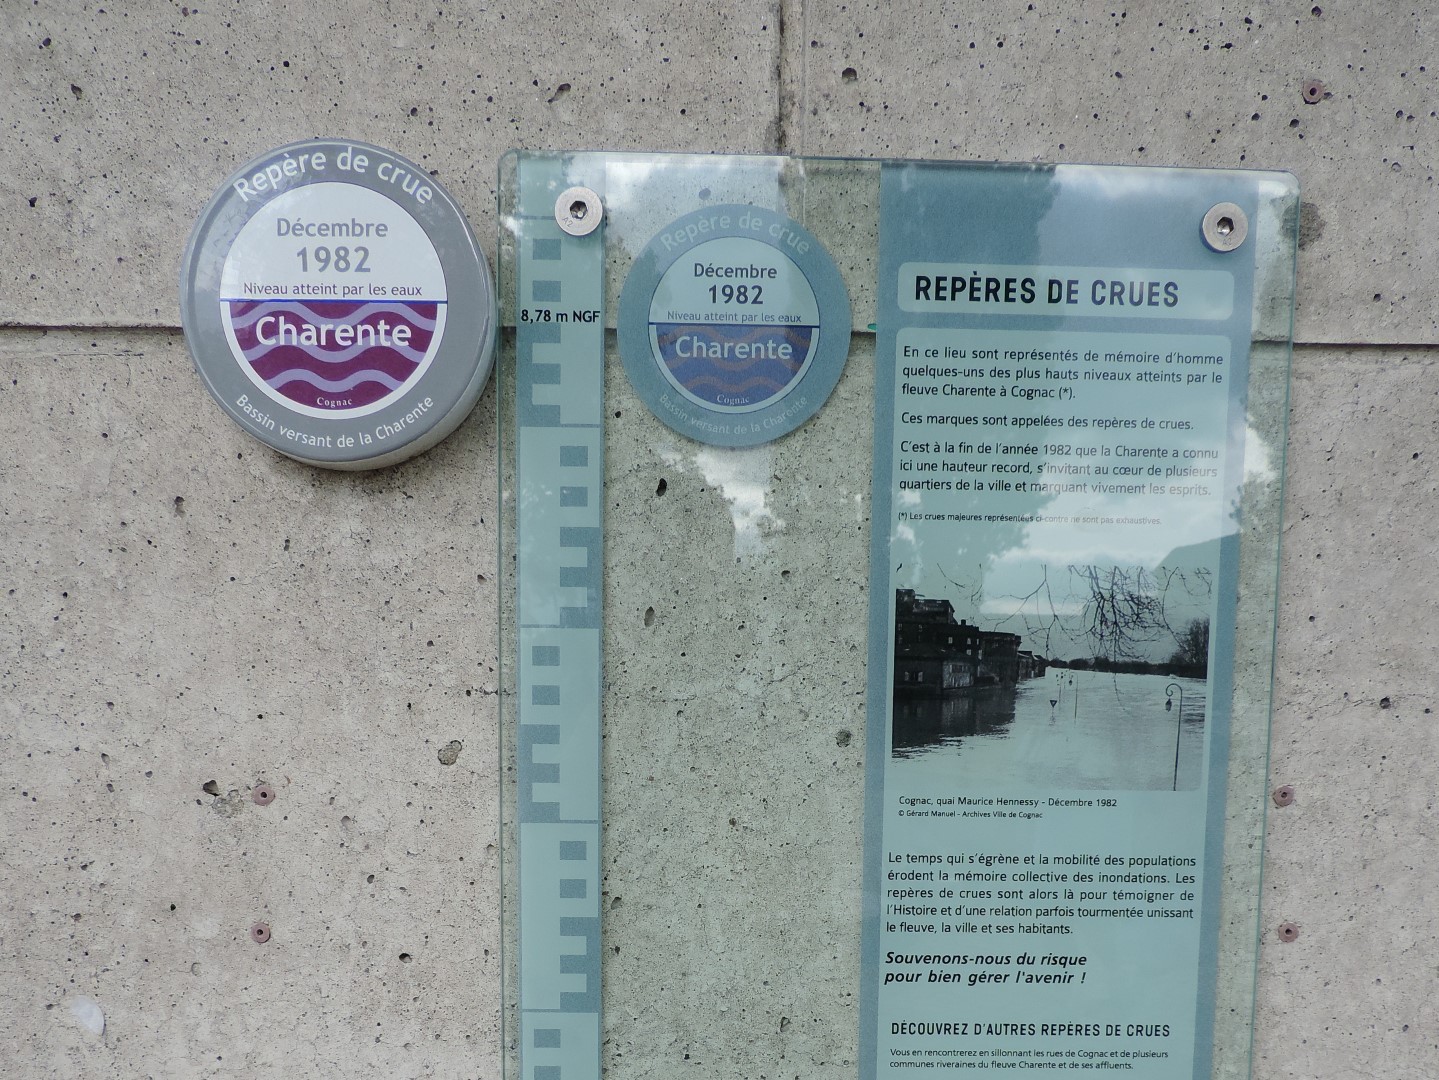 Repère de crue
Décembre
1982
Niveau atteint par les eaux
Charente
Cognac
Bassin versant de la Charente
8,78 m NGF
Repère de crue
Décembre
1982
Niveau atteint par les eaux
Charente
Cognac
Bassin versant de la Charente
REPÈRES DE CRUES
En ce lieu sont représentés de mémoire d'homme
quelques-uns des plus hauts niveaux atteints par le
fleuve Charente à Cognac (*).
Ces marques sont appelées des repères de crues.
C'est à la fin de l'année 1982 que la Charente a connu
ici une hauteur record, s'invitant au cœur de plusieurs
quartiers de la ville et marquant vivement les esprits.
(*) Les crues majeures représentées ci-contre ne sont pas exhaustives.
Cognac, quai Maurice Hennessy - Décembre 1982
© Gérard Manuel - Archives Ville de Cognac
Le temps qui s'égrène et la mobilité des populations
érodent la mémoire collective des inondations. Les
repères de crues sont alors là pour témoigner de
l'Histoire et d'une relation parfois tourmentée unissant
le fleuve, la ville et ses habitants.
Souvenons-nous du risque
pour bien gérer l'avenir !
DÉCOUVREZ D'AUTRES REPÈRES DE CRUES
Vous en rencontrerez en sillonnant les rues de Cognac et de plusieurs
communes riveraines du fleuve Charente et de ses affluents.